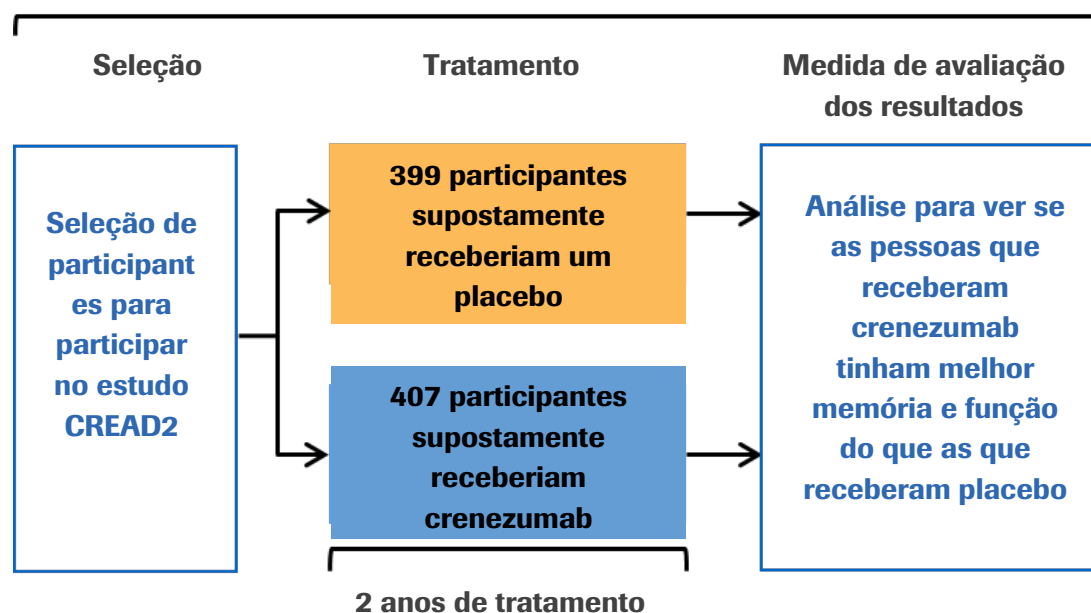 Seleção
Tratamento
Medida de avaliação
dos resultados
Seleção de
participant
es para
participar
no estudo
CREAD2
399 participantes
supostamente
receberiam um
placebo
407 participantes
supostamente
receberiam
crenezumab
Análise para ver se
as pessoas que
receberam
crenezumab
tinham melhor
memória e função
do que as que
receberam placebo
2 anos de tratamento